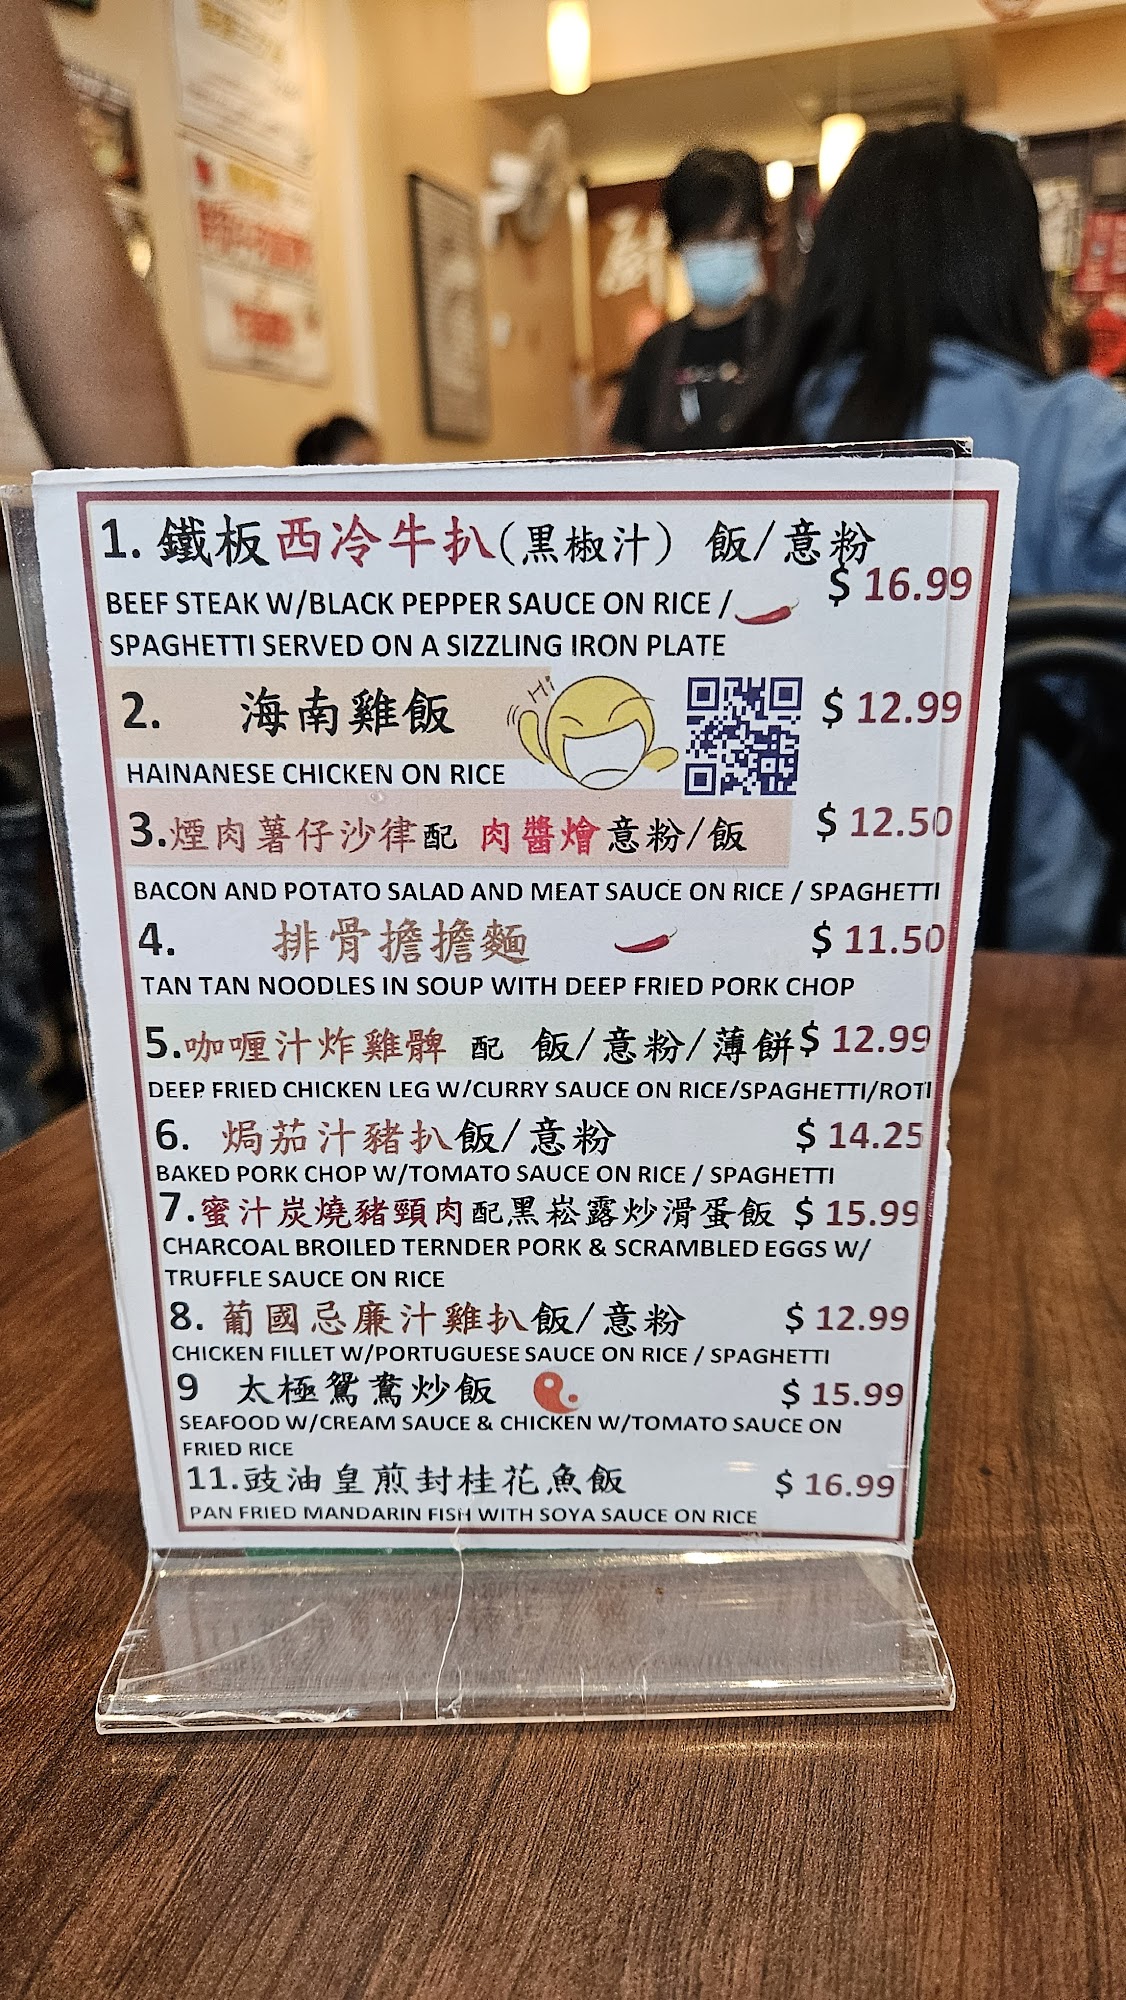 1. 鐵板西冷牛扒(黑椒汁) 飯/意粉
$ 16.99
BEEF STEAK W/BLACK PEPPER SAUCE ON RICE /
SPAGHETTI SERVED ON A SIZZLING IRON PLATE
2. 海南雞飯
Hi
$ 12.99
HAINANESE CHICKEN ON RICE
3.煙肉薯仔沙律配 肉醬燴意粉/飯
$ 12.50
BACON AND POTATO SALAD AND MEAT SAUCE ON RICE / SPAGHETTI
4. 排骨擔擔麵
$ 11.50
TAN TAN NOODLES IN SOUP WITH DEEP FRIED PORK CHOP
5.咖喱汁炸雞髀 配 飯/意粉/薄餅$ 12.99
DEEP FRIED CHICKEN LEG W/CURRY SAUCE ON RICE/SPAGHETTI/ROTI
6. 焗茄汁豬扒飯/意粉 $ 14.25
BAKED PORK CHOP W/TOMATO SAUCE ON RICE / SPAGHETTI
7.蜜汁炭燒豬頸肉配黑崧露炒滑蛋飯 $ 15.99
CHARCOAL BROILED TERNDER PORK & SCRAMBLED EGGS W/
TRUFFLE SAUCE ON RICE
8. 葡國忌廉汁雞扒飯/意粉 $ 12.99
CHICKEN FILLET W/PORTUGUESE SAUCE ON RICE / SPAGHETTI
9 太極鴛鴦炒飯 $ 15.99
SEAFOOD W/CREAM SAUCE & CHICKEN W/TOMATO SAUCE ON
FRIED RICE
11.豉油皇煎封桂花魚飯 $ 16.99
PAN FRIED MANDARIN FISH WITH SOYA SAUCE ON RICE